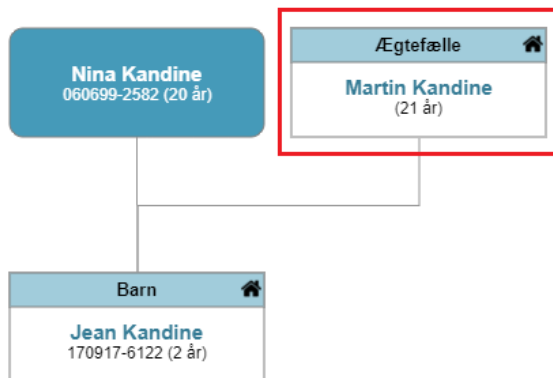 Nina Kandine
060699-2582 (20 år)
Ægtefælle
Martin Kandine
(21 år)
Barn
Jean Kandine
170917-6122 (2 år)